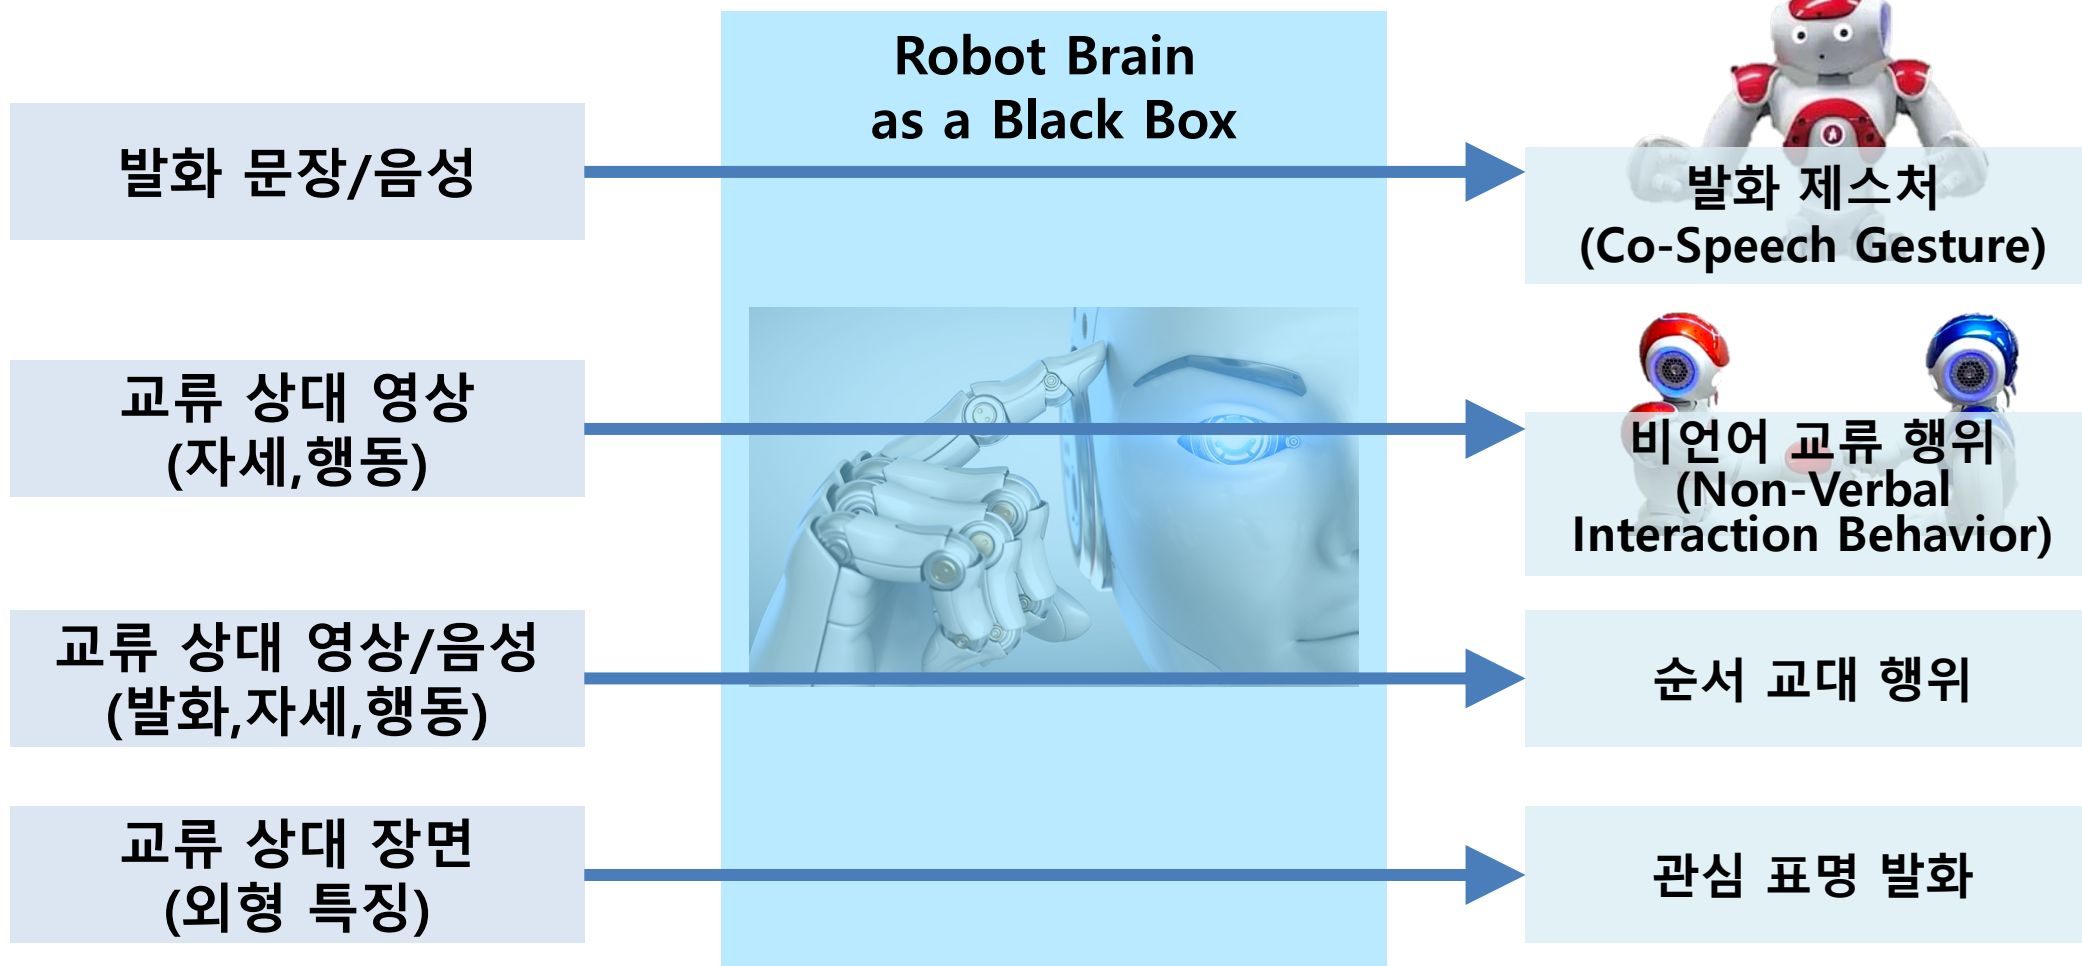 Robot Brain
as a Black Box
발화 문장/음성
발화 제스처
(Co-Speech Gesture)
교류 상대 영상
(자세,행동)
비언어 교류 행위
(Non-Verbal
Interaction Behavior)
교류 상대 영상/음성
(발화,자세,행동)
순서 교대 행위
교류 상대 장면
(외형 특징)
관심 표명 발화